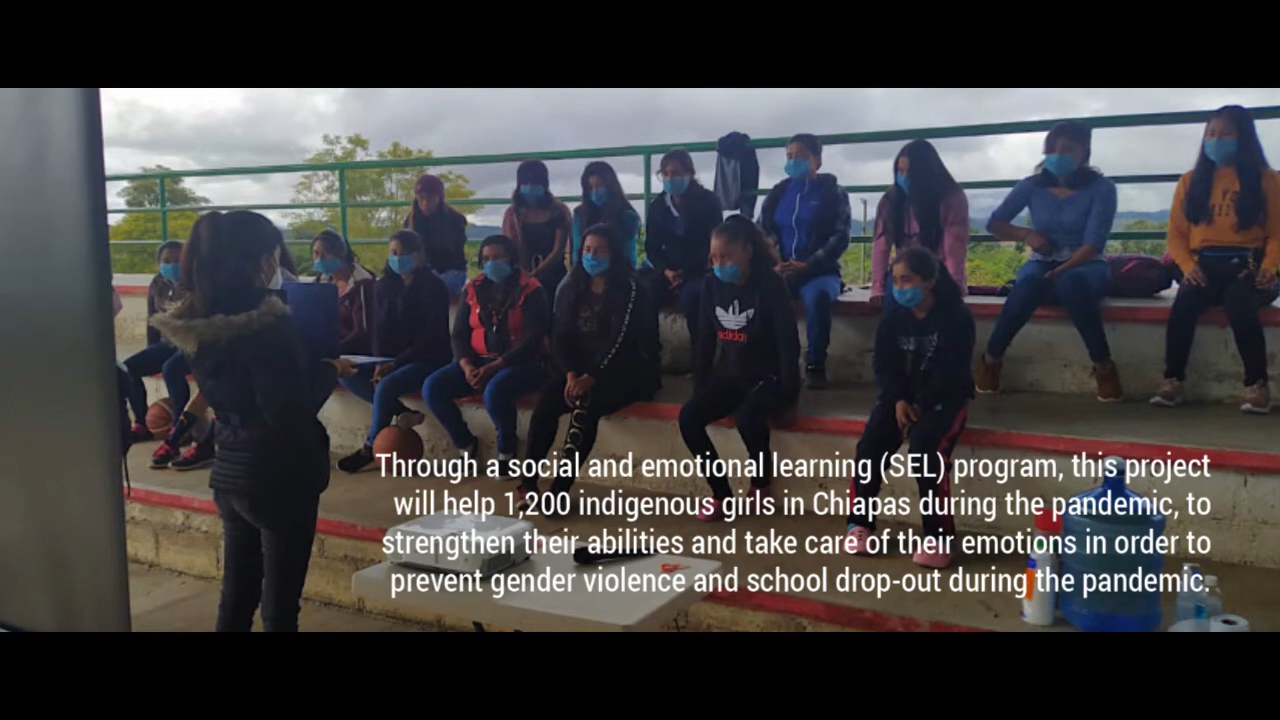 adidas
Through a social and emotional learning (SEL) program, this project
will help 1,200 indigenous girls in Chiapas during the pandemic, to
strengthen their abilities and take care of their emotions in order to
prevent gender violence and school drop-out during the pandemic.